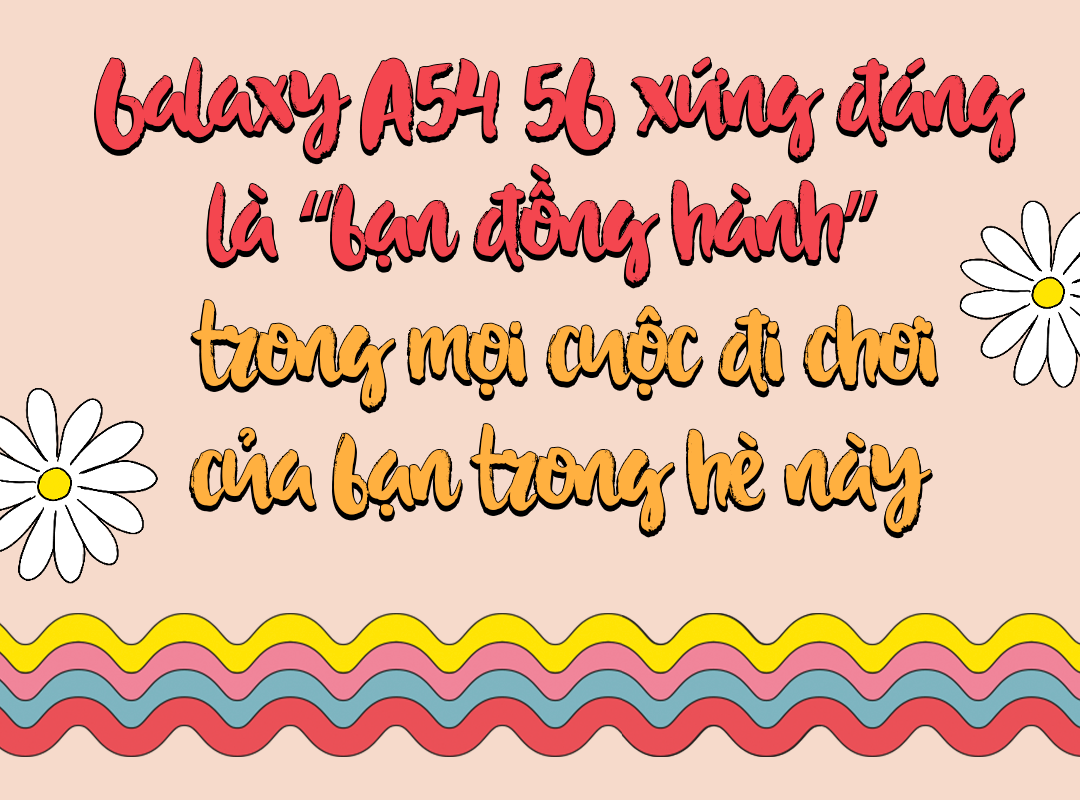 Galaxy A54 5G xứng đáng
là “bạn đồng hành”
trong mọi cuộc đi chơi
của bạn trong hè này